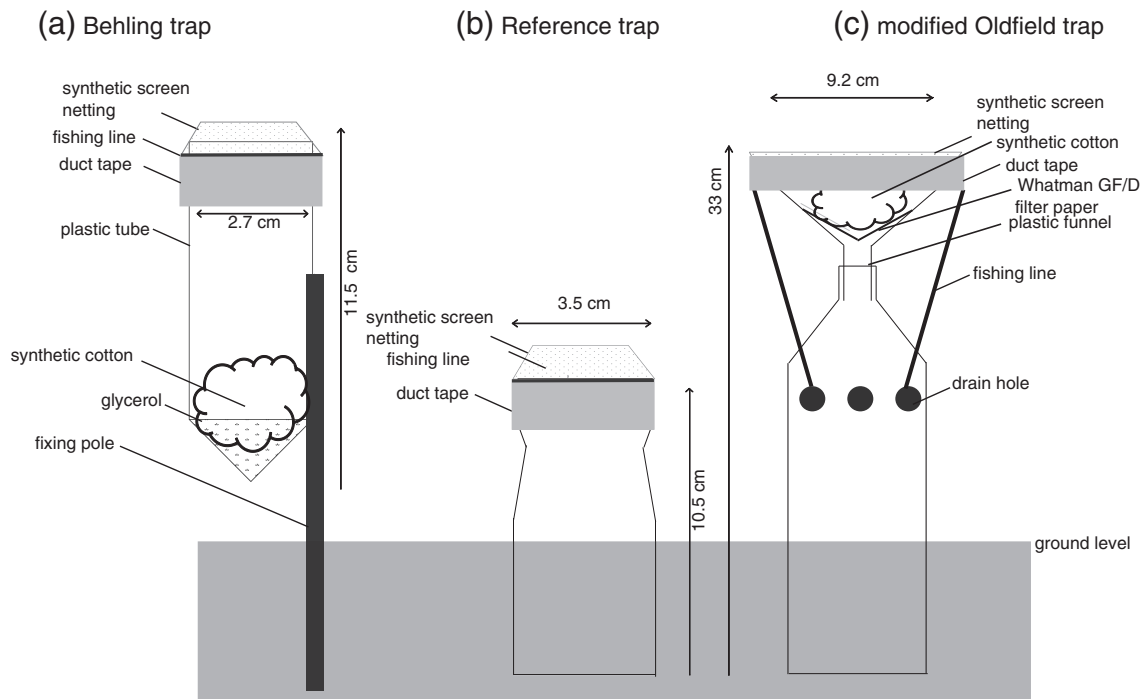 (a) Behling trap
synthetic screen
netting
fishing line
duct tape
2.7 cm
plastic tube
11.5 cm
synthetic cotton
glycerol
fixing pole
(b) Reference trap
3.5 cm
synthetic screen
netting
fishing line
duct tape
10.5 cm
(c) modified Oldfield trap
9.2 cm
synthetic screen
netting
synthetic cotton
duct tape
Whatman GF/D
filter paper
plastic funnel
33 cm
fishing line
drain hole
ground level